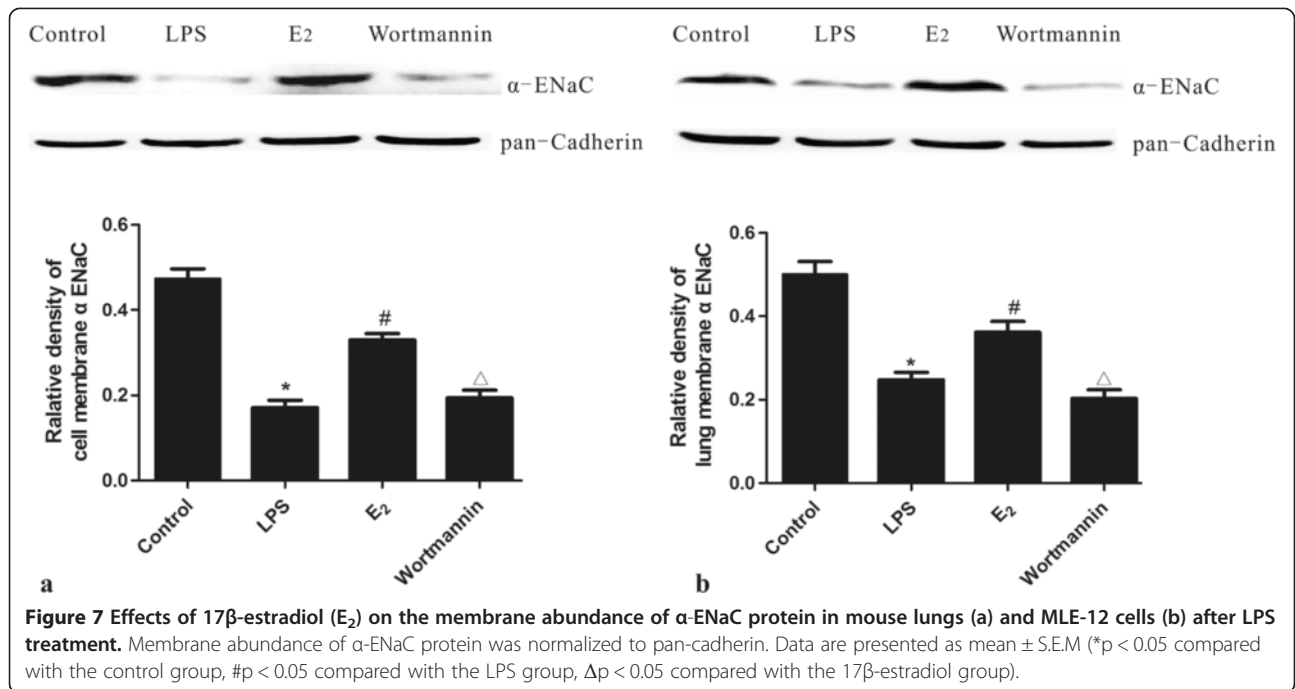 Control LPS E2 Wortmannin
α-ENaC
pan-Cadherin
Control LPS E2 Wortmannin
α-ENaC
pan-Cadherin
Ralative density of
cell membrane α ENaC
0.6
0.4
0.2
0.0
*
#
△
Control
LPS
E2
Wortmannin
a
Ralative density of
lung membrane α ENaC
0.6
0.4
0.2
0.0
*
#
△
Control
LPS
E2
Wortmannin
b
Figure 7 Effects of 17β-estradiol (E2) on the membrane abundance of α-ENaC protein in mouse lungs (a) and MLE-12 cells (b) after LPS
treatment. Membrane abundance of α-ENaC protein was normalized to pan-cadherin. Data are presented as mean ± S.E.M (*p < 0.05 compared
with the control group, #p < 0.05 compared with the LPS group, Δp < 0.05 compared with the 17β-estradiol group).